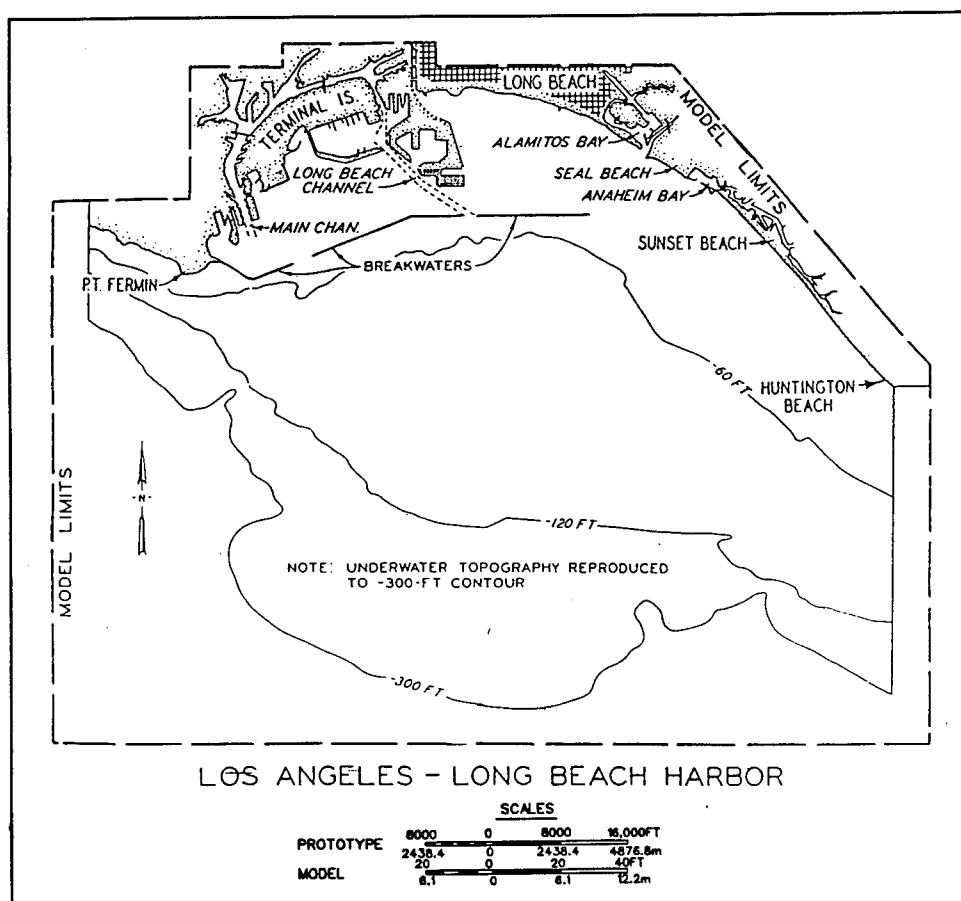 LONG BEACH
TERMINAL IS
MODEL LIMITS
ALAMITOS BAY
LONG BEACH
CHANNEL
SEAL BEACH
ANAHEIM BAY
MAIN CHAN.
SUNSET BEACH
BREAKWATERS
P.T. FERMIN
-60 FT
HUNTINGTON
BEACH
MODEL LIMITS
-N-
-120 FT
NOTE: UNDERWATER TOPOGRAPHY REPRODUCED
TO -300-FT CONTOUR
-300 FT
LOS ANGELES - LONG BEACH HARBOR
SCALES
PROTOTYPE 8000 0 8000 16,000FT
2438.4 0 2438.4 4876.8m
MODEL 20 0 20 40FT
6.1 0 6.1 12.2m